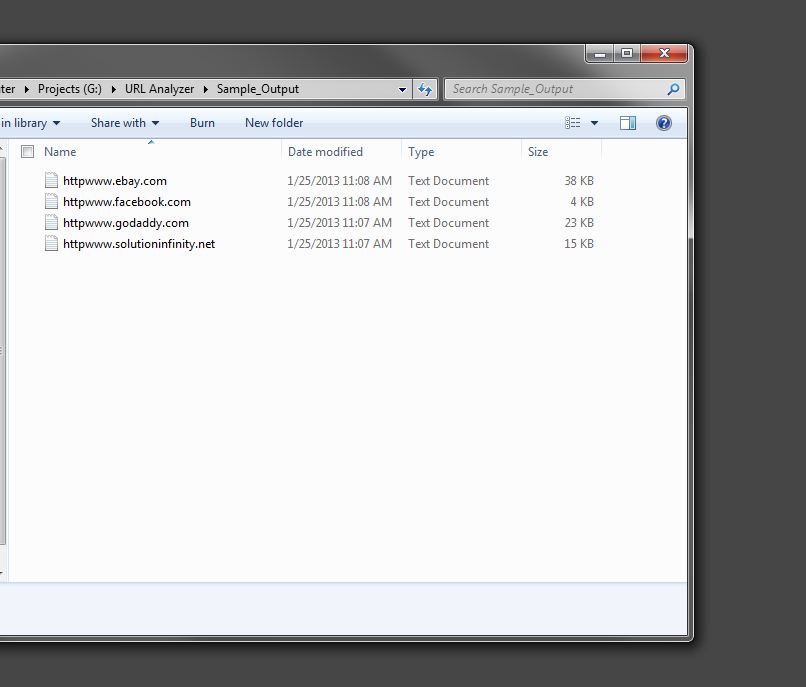 ter Projects (G:) URL Analyzer Sample_Output Search Sample_Output
in library Share with Burn New folder
Name Date modified Type Size
httpwww.ebay.com 1/25/2013 11:08 AM Text Document 38 KB
httpwww.facebook.com 1/25/2013 11:08 AM Text Document 4 KB
httpwww.godaddy.com 1/25/2013 11:07 AM Text Document 23 KB
httpwww.solutioninfinity.net 1/25/2013 11:07 AM Text Document 15 KB